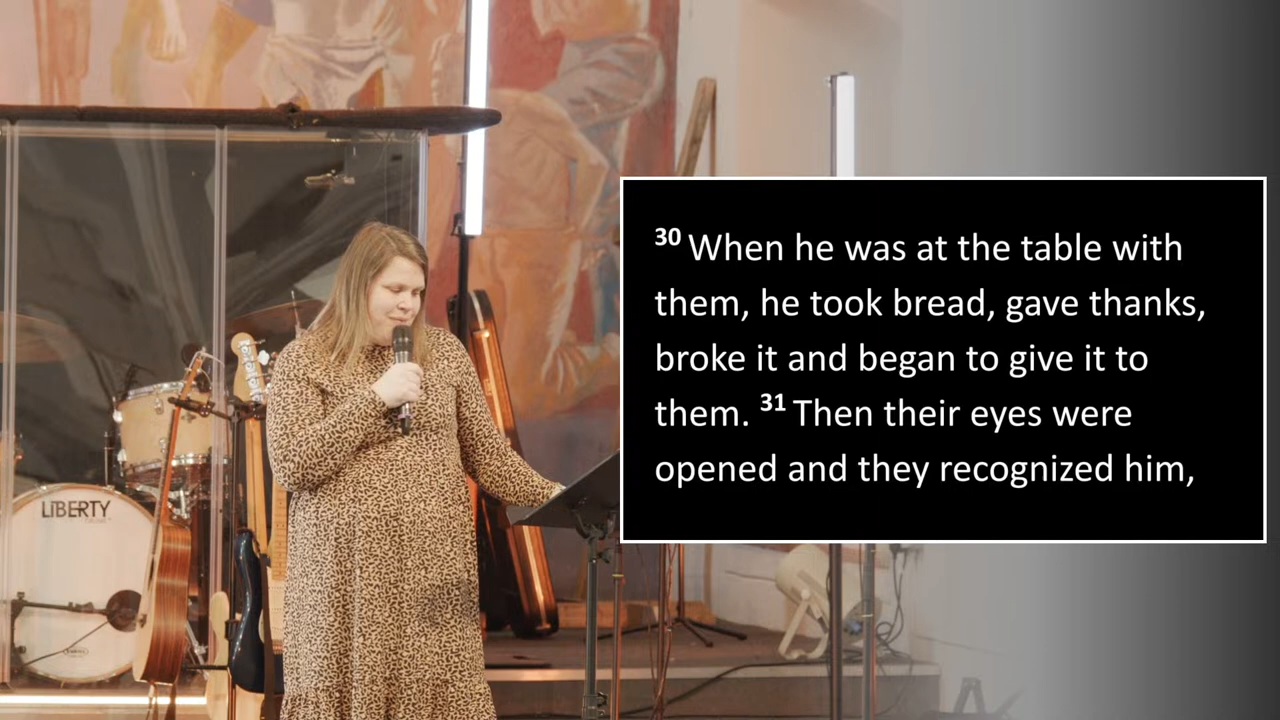 30 When he was at the table with
them, he took bread, gave thanks,
broke it and began to give it to
them. 31 Then their eyes were
opened and they recognized him,
LIBERTY